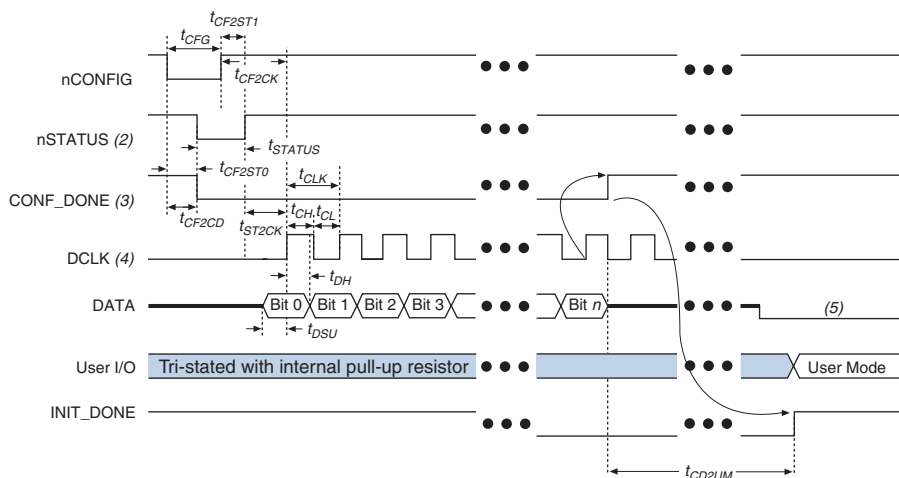 tCF2ST1
tCFG
nCONFIG
tCF2CK
nSTATUS (2)
tSTATUS
tCF2ST0
tCLK
CONF_DONE (3)
tCF2CD
tST2CK
tCH
tCL
DCLK (4)
tDH
DATA
Bit 0
Bit 1
Bit 2
Bit 3
Bit n
(5)
tDSU
User I/O
Tri-stated with internal pull-up resistor
User Mode
INIT_DONE
tCD2UM